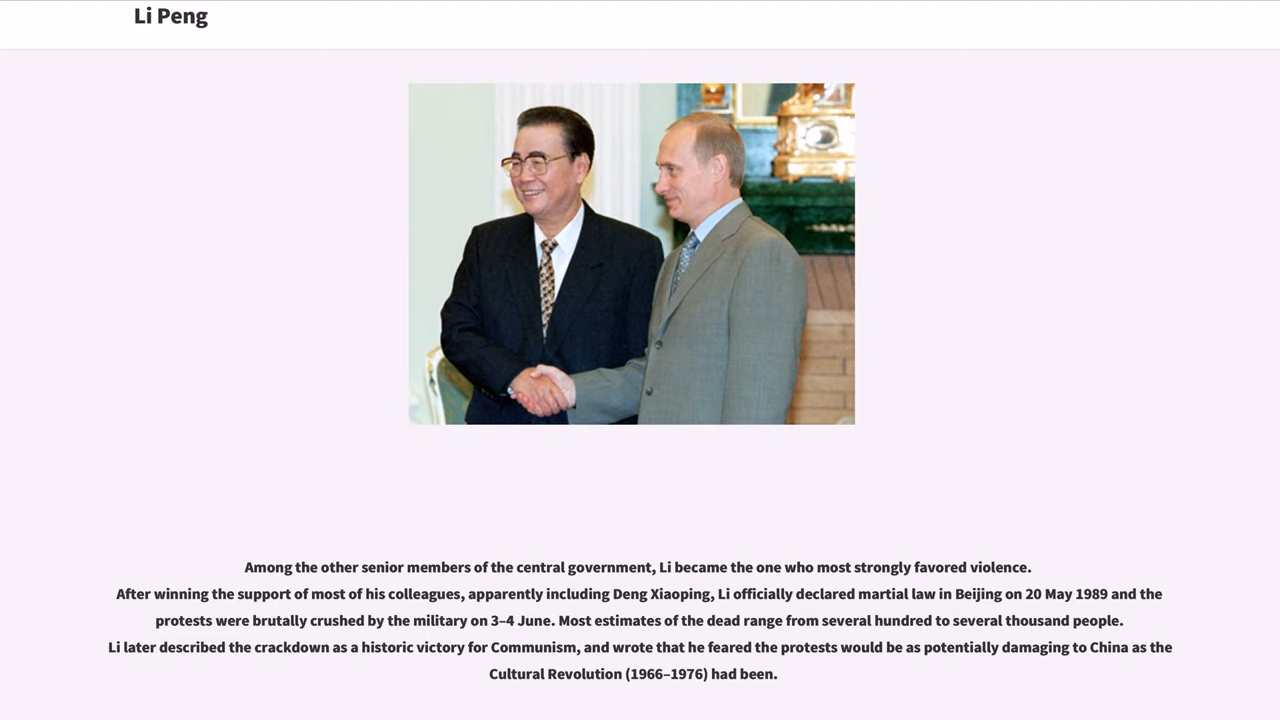 Li Peng
Among the other senior members of the central government, Li became the one who most strongly favored violence.
After winning the support of most of his colleagues, apparently including Deng Xiaoping, Li officially declared martial law in Beijing on 20 May 1989 and the
protests were brutally crushed by the military on 3–4 June. Most estimates of the dead range from several hundred to several thousand people.
Li later described the crackdown as a historic victory for Communism, and wrote that he feared the protests would be as potentially damaging to China as the
Cultural Revolution (1966–1976) had been.